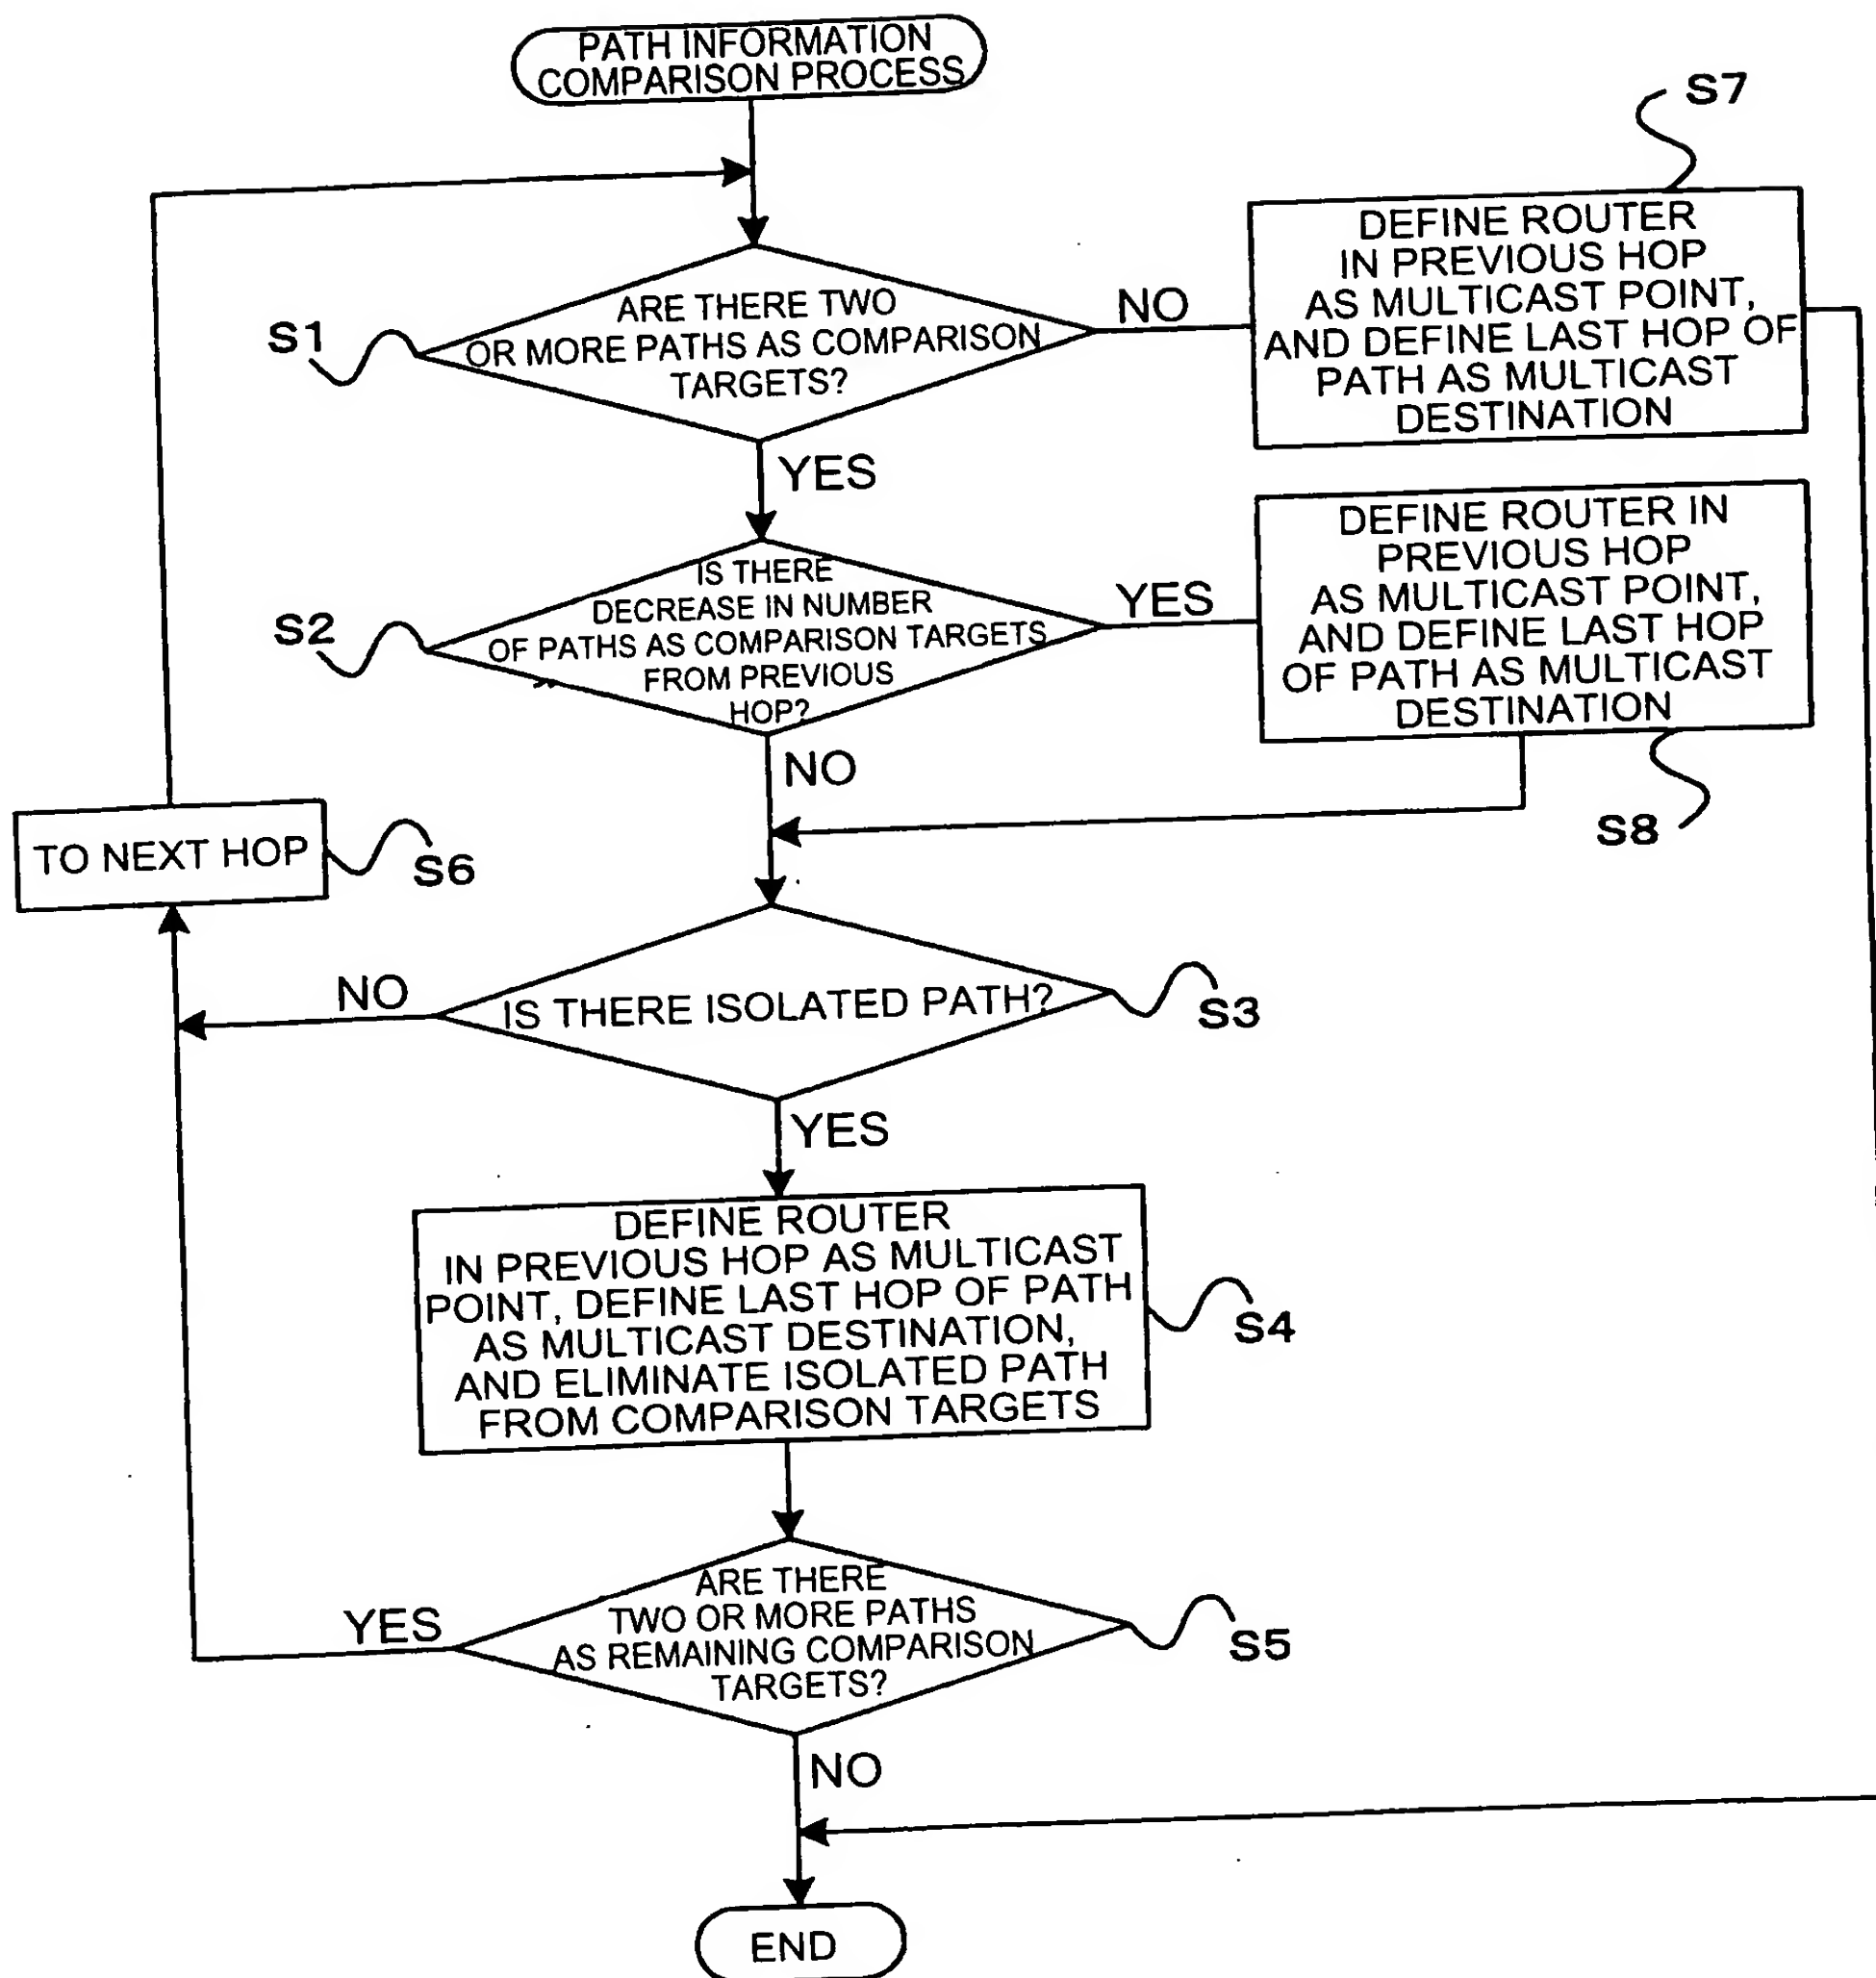 PATH INFORMATION
COMPARISON PROCESS
S7
DEFINE ROUTER
IN PREVIOUS HOP
AS MULTICAST POINT,
AND DEFINE LAST HOP OF
PATH AS MULTICAST
DESTINATION
S1
ARE THERE TWO
OR MORE PATHS AS COMPARISON
TARGETS?
NO
YES
S2
IS THERE
DECREASE IN NUMBER
OF PATHS AS COMPARISON TARGETS
FROM PREVIOUS
HOP?
YES
DEFINE ROUTER IN
PREVIOUS HOP
AS MULTICAST POINT,
AND DEFINE LAST HOP
OF PATH AS MULTICAST
DESTINATION
S8
NO
TO NEXT HOP
S6
NO
IS THERE ISOLATED PATH?
S3
YES
DEFINE ROUTER
IN PREVIOUS HOP AS MULTICAST
POINT, DEFINE LAST HOP OF PATH
AS MULTICAST DESTINATION,
AND ELIMINATE ISOLATED PATH
FROM COMPARISON TARGETS
S4
YES
ARE THERE
TWO OR MORE PATHS
AS REMAINING COMPARISON
TARGETS?
S5
NO
END